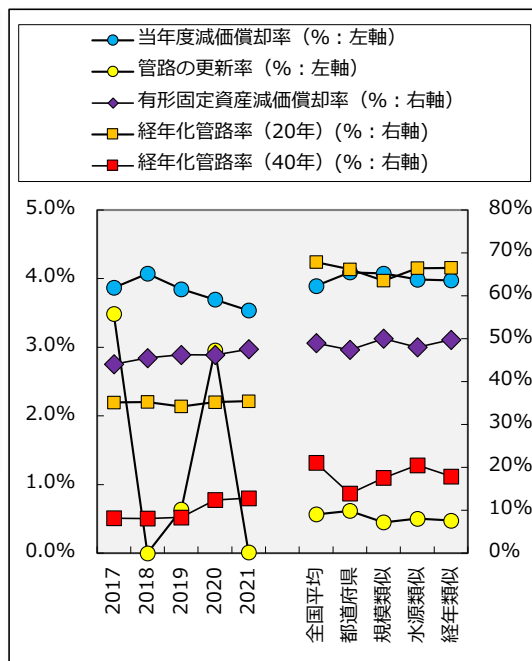 当年度減価償却率（%：左軸）
管路の更新率（%：左軸）
有形固定資産減価償却率（%：右軸）
経年化管路率（20年）(%：右軸)
経年化管路率（40年）(%：右軸)
5.0%
4.0%
3.0%
2.0%
1.0%
0.0%
80%
70%
60%
50%
40%
30%
20%
10%
0%
2017
2018
2019
2020
2021
全国平均
都道府県
規模類似
水源類似
経年類似